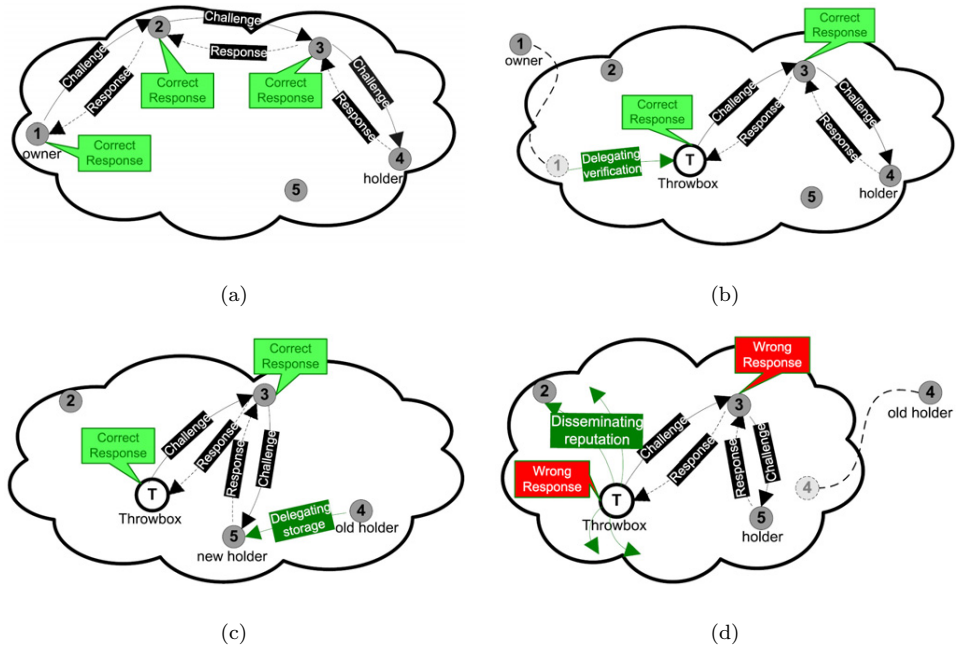 2
Challenge
Response
3
Challenge
Response
Correct
Response
Correct
Response
Challenge
Response
1
owner
Correct
Response
4
holder
5
(a)
1
owner
2
Correct
Response
3
Challenge
Response
Challenge
Response
Correct
Response
1
Delegating
verification
T
Throwbox
4
holder
5
(b)
2
Correct
Response
3
Correct
Response
Challenge
Response
Response
Challenge
T
Throwbox
Delegating
storage
4
old holder
5
new holder
(c)
2
Wrong
Response
3
4
old holder
Disseminating
reputation
Challenge
Response
Response
Challenge
Wrong
Response
T
Throwbox
4
5
holder
(d)